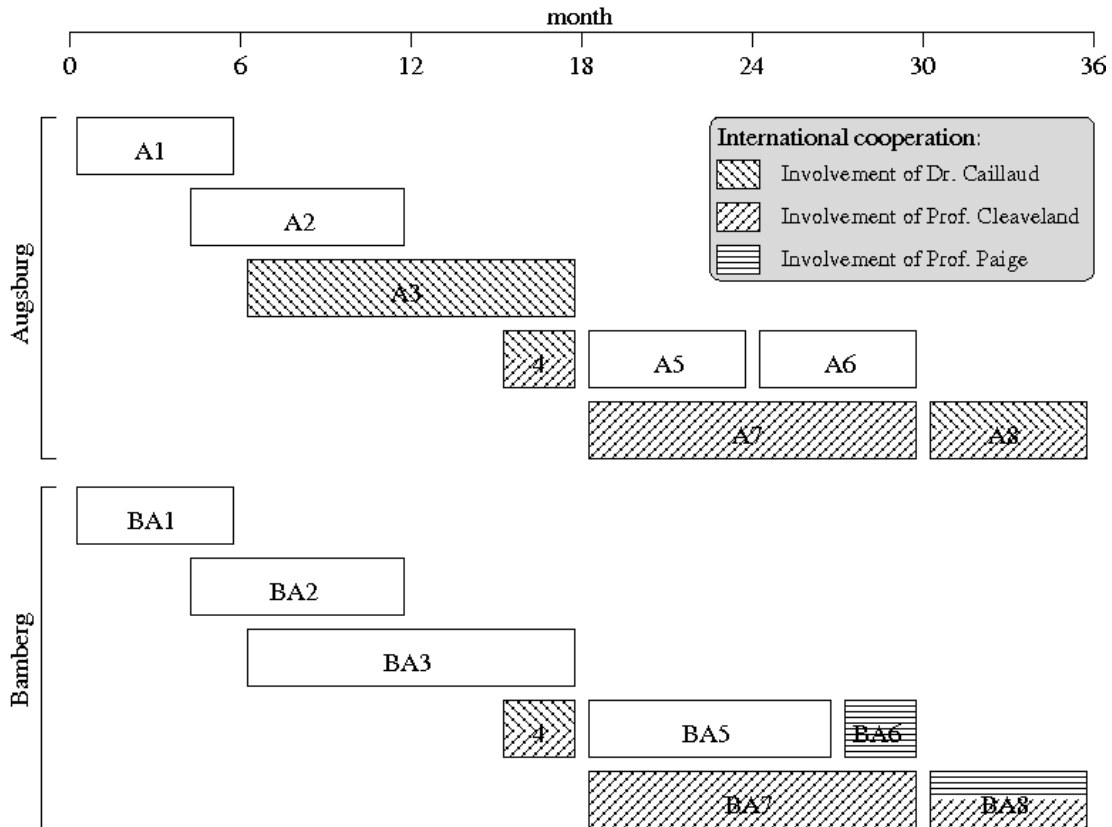 month
0 6 12 18 24 30 36
International cooperation:
Involvement of Dr. Caillaud
Involvement of Prof. Cleaveland
Involvement of Prof. Paige
Augsburg
A1
A2
A3
4 A5 A6
A7 A8
Bamberg
BA1
BA2
BA3
4 BA5 BA6
BA7 BA8